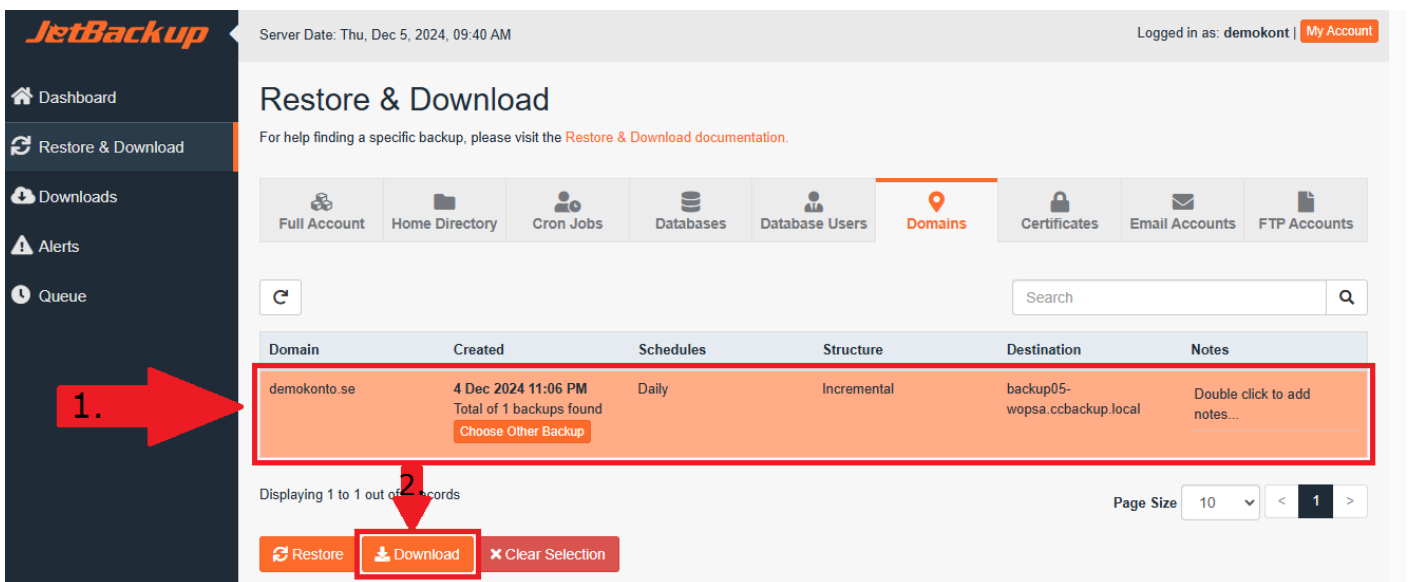 JetBackup
Server Date: Thu, Dec 5, 2024, 09:40 AM
Logged in as: demokont | My Account
Dashboard
Restore & Download
Downloads
Alerts
Queue
Restore & Download
For help finding a specific backup, please visit the Restore & Download documentation.
Full Account
Home Directory
Cron Jobs
Databases
Database Users
Domains
Certificates
Email Accounts
FTP Accounts
Search
Domain Created Schedules Structure Destination Notes
1.
demokonto.se
4 Dec 2024 11:06 PM
Total of 1 backups found
Choose Other Backup
Daily
Incremental
backup05-
wopsa.ccbackup.local
Double click to add
notes...
2.
Displaying 1 to 1 out of
Page Size 10 < 1 >
Restore
Download
Clear Selection